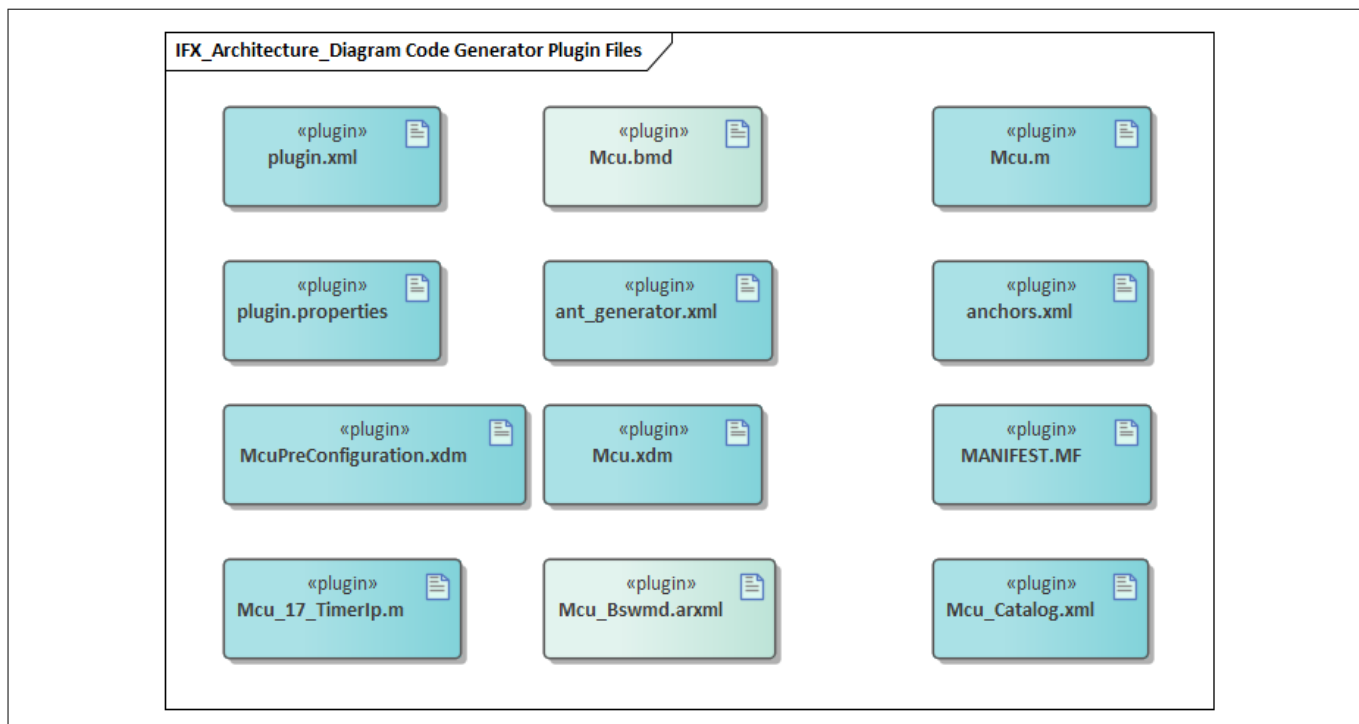 IFX_Architecture_Diagram Code Generator Plugin Files
«plugin»
plugin.xml
«plugin»
Mcu.bmd
«plugin»
Mcu.m
«plugin»
plugin.properties
«plugin»
ant_generator.xml
«plugin»
anchors.xml
«plugin»
McuPreConfiguration.xdm
«plugin»
Mcu.xdm
«plugin»
MANIFEST.MF
«plugin»
Mcu_17_TimerIp.m
«plugin»
Mcu_Bswmd.arxml
«plugin»
Mcu_Catalog.xml